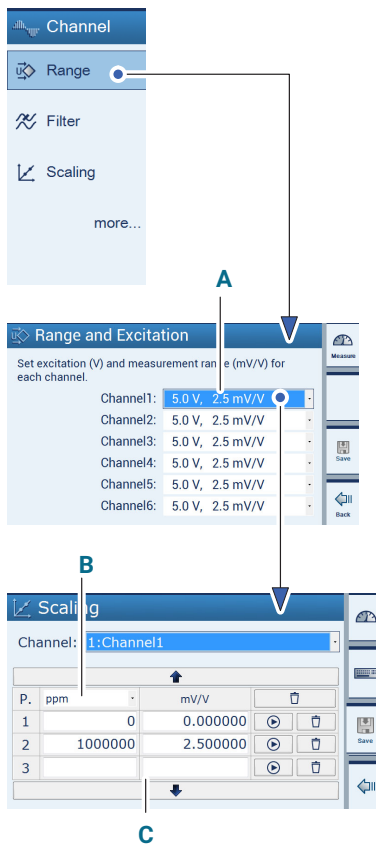 Channel
Range
Filter
Scaling
more...
A
Range and Excitation
Measure
Set excitation (V) and measurement range (mV/V) for
each channel.
Channel1: 5.0 V, 2.5 mV/V
Channel2: 5.0 V, 2.5 mV/V
Channel3: 5.0 V, 2.5 mV/V
Channel4: 5.0 V, 2.5 mV/V
Save
Channel5: 5.0 V, 2.5 mV/V
Channel6: 5.0 V, 2.5 mV/V
Back
B
Scaling
Channel: 1:Channel1
P. ppm mV/V
1 0 0.000000
2 1000000 2.500000
Save
3
C